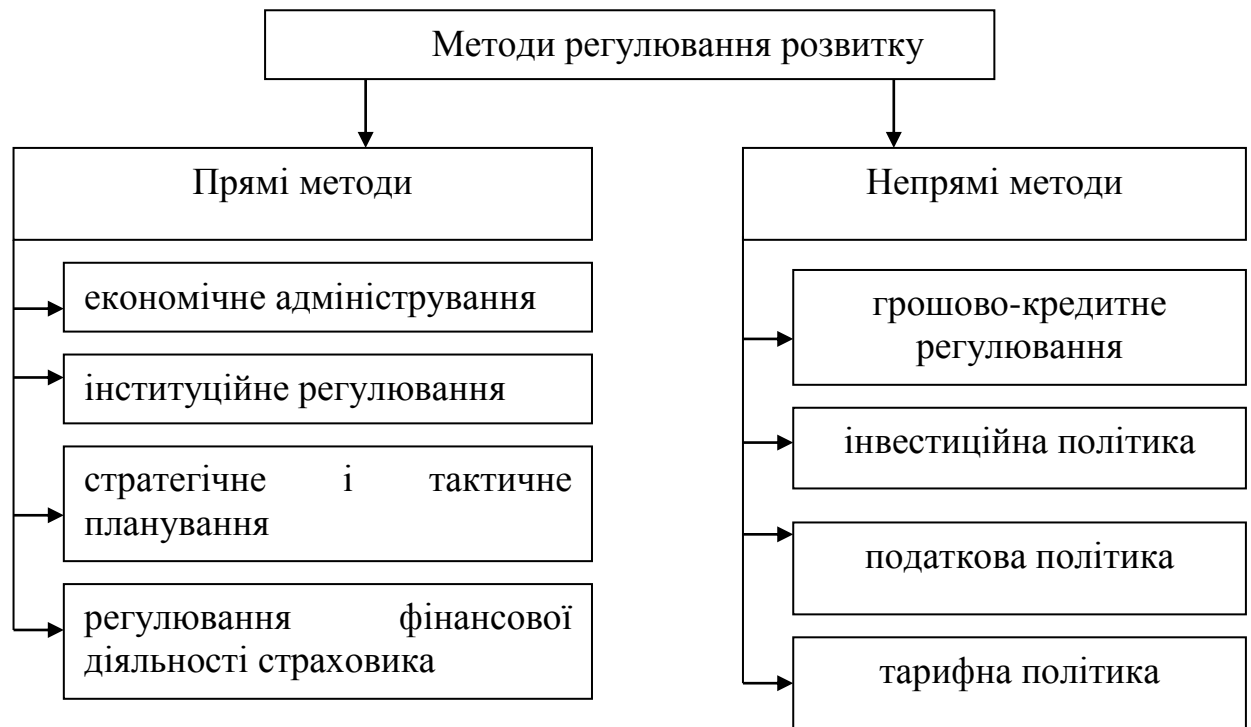 Методи регулювання розвитку
Прямі методи
економічне адміністрування
інституційне регулювання
стратегічне і тактичне
планування
регулювання фінансової
діяльності страховика
Непрямі методи
грошово-кредитне
регулювання
інвестиційна політика
податкова політика
тарифна політика